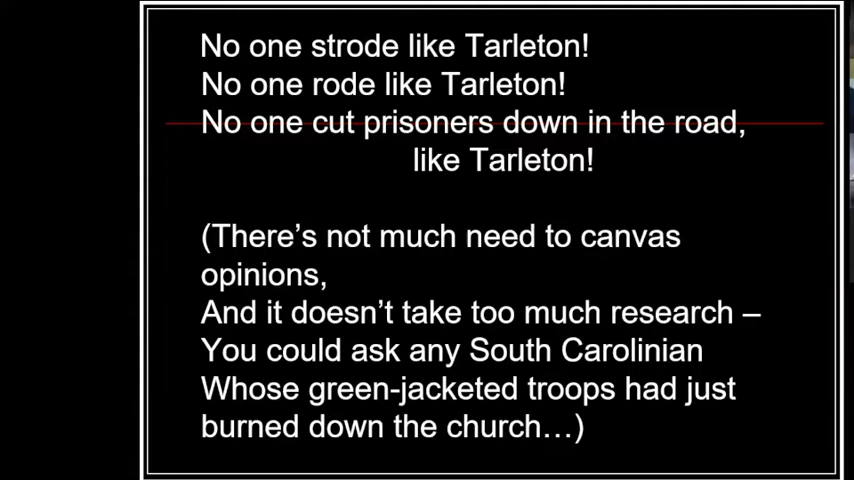 No one strode like Tarleton!
No one rode like Tarleton!
No one cut prisoners down in the road,
like Tarleton!
(There’s not much need to canvas
opinions,
And it doesn’t take too much research –
You could ask any South Carolinian
Whose green-jacketed troops had just
burned down the church…)